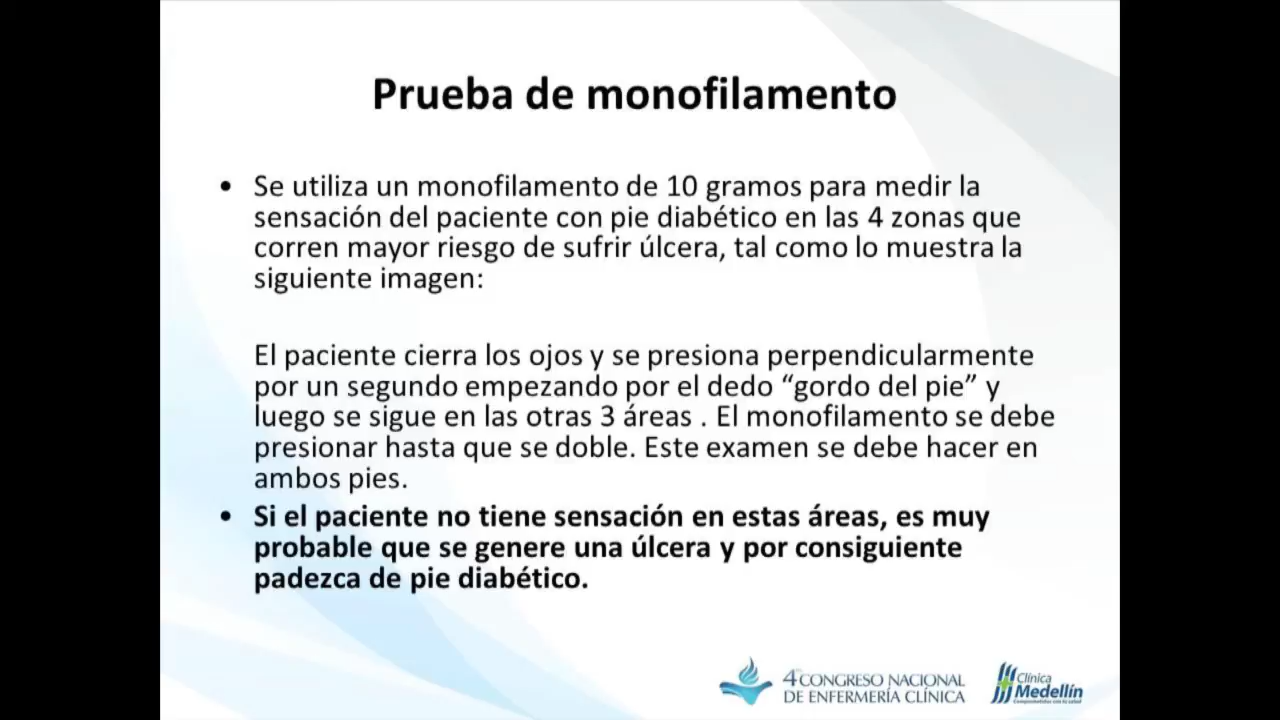 Prueba de monofilamento
• Se utiliza un monofilamento de 10 gramos para medir la
sensación del paciente con pie diabético en las 4 zonas que
corren mayor riesgo de sufrir úlcera, tal como lo muestra la
siguiente imagen:
El paciente cierra los ojos y se presiona perpendicularmente
por un segundo empezando por el dedo “gordo del pie” y
luego se sigue en las otras 3 áreas . El monofilamento se debe
presionar hasta que se doble. Este examen se debe hacer en
ambos pies.
• Si el paciente no tiene sensación en estas áreas, es muy
probable que se genere una úlcera y por consiguiente
padezca de pie diabético.
4to CONGRESO NACIONAL
DE ENFERMERÍA CLÍNICA
Clínica
Medellín
Comprometidos con tu salud